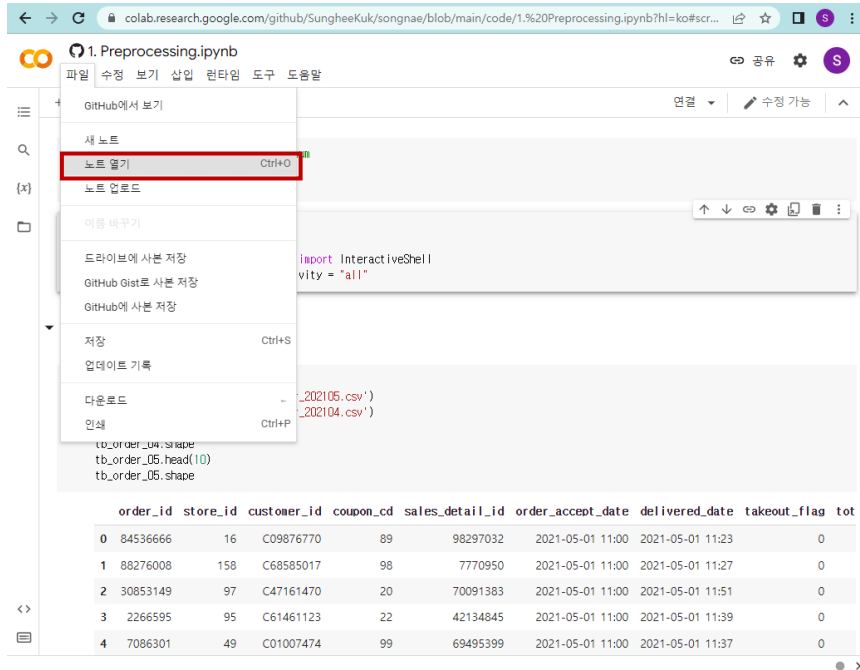 colab.research.google.com/github/SungheeKuk/songnae/blob/main/code/1.%20Preprocessing.ipynb?hl=ko#scr...
S
CO
1. Preprocessing.ipynb
공유
S
파일 수정 보기 삽입 런타임 도구 도움말
+
연결
수정 가능
GitHub에서 보기
새 노트
노트 열기 Ctrl+O
노트 업로드
{x}
이름 바꾸기
드라이브에 사본 저장
import InteractiveShell
vity = "all"
GitHub Gist로 사본 저장
GitHub에 사본 저장
저장 Ctrl+S
업데이트 기록
다운로드
_202105.csv')
_202104.csv')
인쇄 Ctrl+P
tb_order_04.shape
tb_order_05.head(10)
tb_order_05.shape
order_id store_id customer_id coupon_cd sales_detail_id order_accept_date delivered_date takeout_flag tot
0 84536666 16 C09876770 89 98297032 2021-05-01 11:00 2021-05-01 11:23 0
1 88276008 158 C68585017 98 7770950 2021-05-01 11:00 2021-05-01 11:27 0
2 30853149 97 C47161470 20 70091383 2021-05-01 11:00 2021-05-01 11:51 0
3 2266595 95 C61461123 22 42134845 2021-05-01 11:00 2021-05-01 11:39 0
4 7086301 49 C01007474 99 69495399 2021-05-01 11:00 2021-05-01 11:37 0